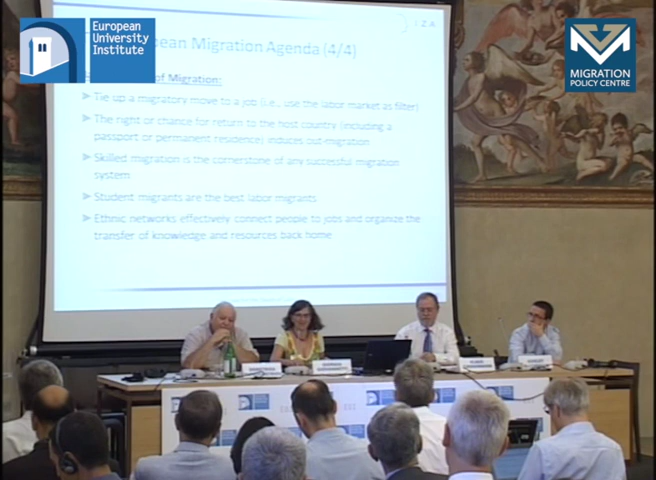 European
University
Institute
I Z A
pean Migration Agenda (4/4)
of Migration:
➤ Tie up a migratory move to a job (i.e., use the labor market as filter)
➤ The right or chance for return to the host country (including a
passport or permanent residence) induces out-migration
➤ Skilled migration is the cornerstone of any successful migration
system
➤ Student migrants are the best labor migrants
➤ Ethnic networks effectively connect people to jobs and organize the
transfer of knowledge and resources back home.
MIGRATION
POLICY CENTRE